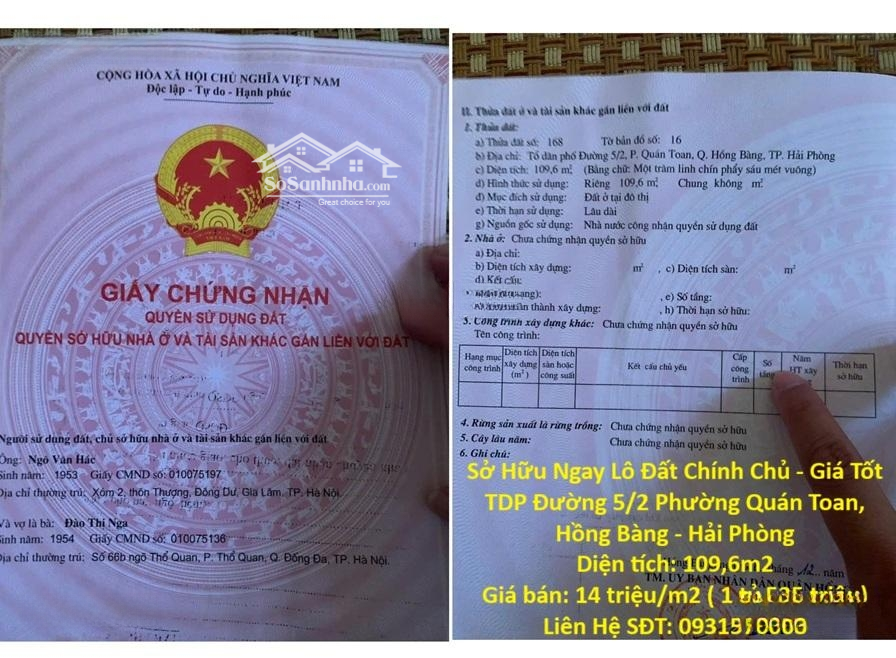 CỘNG HÒA XÃ HỘI CHỦ NGHĨA VIỆT NAM
Độc lập - Tự do - Hạnh phúc
SoSanhnha.com
Great choice for you
GIẤY CHỨNG NHẬN
QUYỀN SỬ DỤNG ĐẤT
QUYỀN SỞ HỮU NHÀ Ở VÀ TÀI SẢN KHÁC GẮN LIỀN VỚI ĐẤT
Người sử dụng đất, chủ sở hữu nhà ở và tài sản khác gắn liền với đất
Ông: Ngô Văn Hác
Sinh năm: 1953 Giấy CMND số: 010075197
Địa chỉ thường trú: Xóm 2, thôn Thượng, Đông Dư, Gia Lâm, TP. Hà Nội.
Và vợ là bà: Đào Thị Nga
Sinh năm: 1954 Giấy CMND số: 010075136
Địa chỉ thường trú: Số 66b ngõ Thổ Quan, P. Thổ Quan, Q. Đống Đa, TP. Hà Nội.
II. Thửa đất ở và tài sản khác gắn liền với đất
1. Thửa đất:
a) Thửa đất số: 168 Tờ bản đồ số: 16
b) Địa chỉ: Tổ dân phố Đường 5/2, P. Quán Toan, Q. Hồng Bàng, TP. Hải Phòng
c) Diện tích: 109,6 m² (Bằng chữ: Một trăm linh chín phẩy sáu mét vuông)
d) Hình thức sử dụng: Riêng 109,6 m² Chung không m²
đ) Mục đích sử dụng: Đất ở tại đô thị
e) Thời hạn sử dụng: Lâu dài
g) Nguồn gốc sử dụng: Nhà nước công nhận quyền sử dụng đất
2. Nhà ở: Chưa chứng nhận quyền sở hữu
a) Địa chỉ:
b) Diện tích xây dựng: m² , c) Diện tích sàn: m²
d) Kết cấu:
, e) Số tầng:
thành xây dựng: , h) Thời hạn sở hữu:
3. Công trình xây dựng khác: Chưa chứng nhận quyền sở hữu
Tên công trình:
Hạng mục công trình Diện tích xây dựng (m²) Diện tích sàn hoặc công suất Kết cấu chủ yếu Cấp công trình Số tầng Năm HT xây Thời hạn sở hữu
4. Rừng sản xuất là rừng trồng: Chưa chứng nhận quyền sở hữu
5. Cây lâu năm: Chưa chứng nhận quyền sở hữu
6. Ghi chú:
Sở Hữu Ngay Lô Đất Chính Chủ - Giá Tốt
TDP Đường 5/2 Phường Quán Toan,
Hồng Bàng - Hải Phòng
Diện tích: 109,6m2
tháng 12 năm
TM. ỦY BAN NHÂN DÂN QUẬN
Giá bán: 14 triệu/m2 ( 1 tỷ
Liên Hệ SĐT: